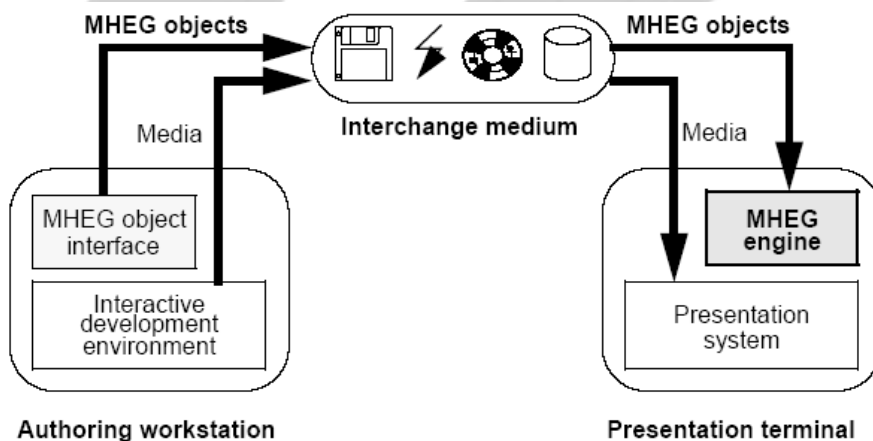 MHEG objects
MHEG objects
Interchange medium
Media
Media
MHEG object
interface
MHEG
engine
Interactive
development
environment
Presentation
system
Authoring workstation
Presentation terminal